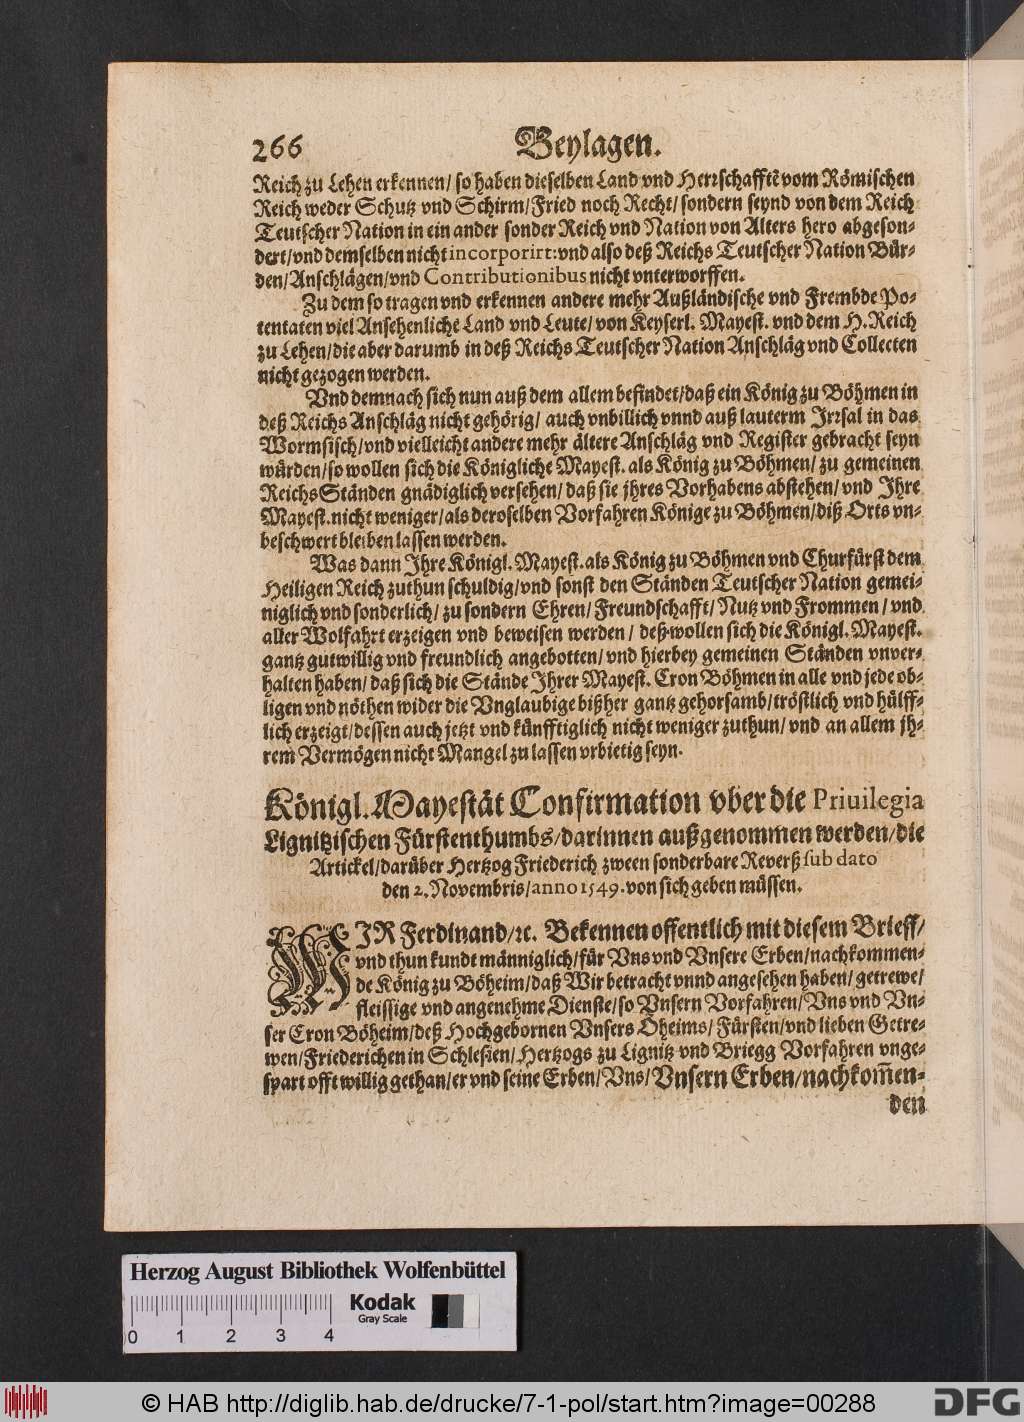 266 Beylagen.
Reich zu Lehen erkennen/ so haben dieselben Land vnd Herrschafftẽ vom Römischen
Reich weder Schutz vnd Schirm/ Fried noch Recht/ sondern seynd von dem Reich
Teutscher Nation in ein ander sonder Reich vnd Nation von Alters hero abgeson-
dert/ vnd demselben nicht incorporirt: vnd also deß Reichs Teutscher Nation Bür-
den/ Anschlägen/ vnd Contributionibus nicht vnterworffen.
Zu dem so tragen vnd erkennen andere mehr Außländische vnd Frembde Po-
tentaten viel Ansehenliche Land vnd Leute/ von Keyserl. Mayest. vnd dem H. Reich
zu Lehen/ die aber darumb in deß Reichs Teutscher Nation Anschläg vnd Collecten
nicht gezogen werden.
Vnd demnach sich nun auß dem allem befindet/ daß ein König zu Böhmen in
deß Reichs Anschläg nicht gehörig/ auch vnbillich vnnd auß lauterm Irrsal in das
Wormsisch/ vnd vielleicht andere mehr ältere Anschläg vnd Register gebracht seyn
würden/ so wollen sich die Königliche Mayest. als König zu Böhmen/ zu gemeinen
Reichs Ständen gnädiglich versehen/ daß sie jhres Vorhabens abstehen/ vnd Ihre
Mayest. nicht weniger/ als deroselben Vorfahren Könige zu Böhmen/ diß Orts vn-
beschwert bleiben lassen werden.
Was dann Ihre Königl. Mayest. als König zu Böhmen vnd Churfürst dem
Heiligen Reich zuthun schuldig/ vnd sonst den Ständen Teutscher Nation gemei-
niglich vnd sonderlich/ zu sondern Ehren/ Freundschafft/ Nutz vnd Frommen/ vnd
aller Wolfahrt erzeigen vnd beweisen werden/ deß wollen sich die Königl. Mayest.
gantz gutwillig vnd freundlich angebotten/ vnd hierbey gemeinen Ständen vnver-
halten haben/ daß sich die Stände Ihrer Mayest. Cron Böhmen in alle vnd jede ob-
ligen vnd nöthen wider die Vnglaubige bißher gantz gehorsamb/ tröstlich vnd hülff-
lich erzeigt/ dessen auch jetzt vnd künfftiglich nicht weniger zuthun/ vnd an allem jh-
rem Vermögen nicht Mangel zu lassen vrbietig seyn.
Königl. Mayestät Confirmation vber die Priuilegia
Lignitzischen Fürstenthumbs/ darinnen außgenommen werden/ die
Artickel/ darüber Hertzog Friederich zween sonderbare Reverß sub dato
den 2. Novembris/ anno 1549. von sich geben müssen.
WIR Ferdinand/ ꝛc. Bekennen offentlich mit diesem Brieff/
vnd thun kundt männiglich/ für Vns vnd Vnsere Erben/ nachkommen-
de König zu Böheim/ daß Wir betracht vnnd angesehen haben/ getrewe/
fleissige vnd angenehme Dienste/ so Vnsern Vorfahren/ Vns vnd Vn-
ser Cron Böheim/ deß Hochgebornen Vnsers Oheims/ Fürsten/ vnd lieben Getre-
wen/ Friederichen in Schlesien/ Hertzogs zu Lignitz vnd Briegg Vorfahren vnge-
spart offt willig gethan/ er vnd seine Erben/ Vns/ Vnsern Erben/ nachkom̃en-
den
Herzog August Bibliothek Wolfenbüttel
Kodak
Gray Scale
0 1 2 3 4
© HAB http://diglib.hab.de/drucke/7-1-pol/start.htm?image=00288
DFG